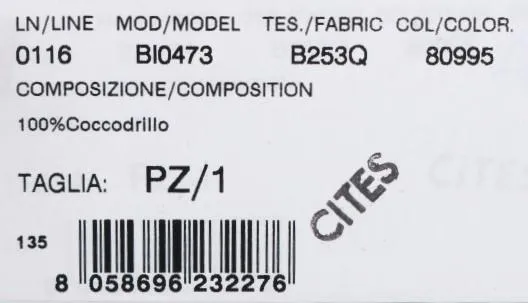 LN/LINE MOD/MODEL TES./FABRIC COL/COLOR.
0116 BI0473 B253Q 80995
COMPOSIZIONE/COMPOSITION
100%Coccodrillo
TAGLIA: PZ/1
CITES
135
8 058696 232276